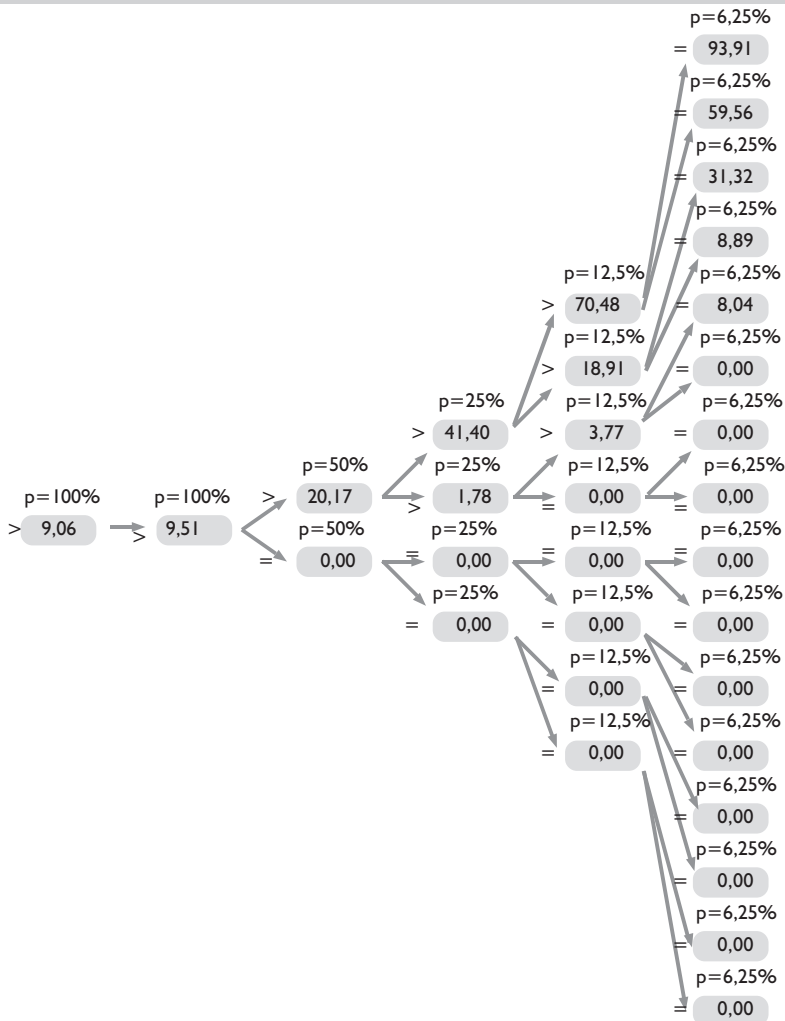 p=6,25%
= 93,91
p=6,25%
= 59,56
p=6,25%
= 31,32
p=6,25%
= 8,89
p=12,5% p=6,25%
> 70,48 = 8,04
p=12,5% p=6,25%
> 18,91 = 0,00
p=25% p=12,5% p=6,25%
> 41,40 > 3,77 = 0,00
p=50% p=25% p=12,5% p=6,25%
p=100% p=100% > 20,17 > 1,78 = 0,00 = 0,00
> 9,06 > 9,51 p=50% p=25% p=12,5% p=6,25%
= 0,00 = 0,00 = 0,00 = 0,00
p=25% p=12,5% p=6,25%
= 0,00 = 0,00 = 0,00
p=12,5% p=6,25%
= 0,00 = 0,00
p=12,5% p=6,25%
= 0,00 = 0,00
p=6,25%
= 0,00
p=6,25%
= 0,00
p=6,25%
= 0,00
p=6,25%
= 0,00